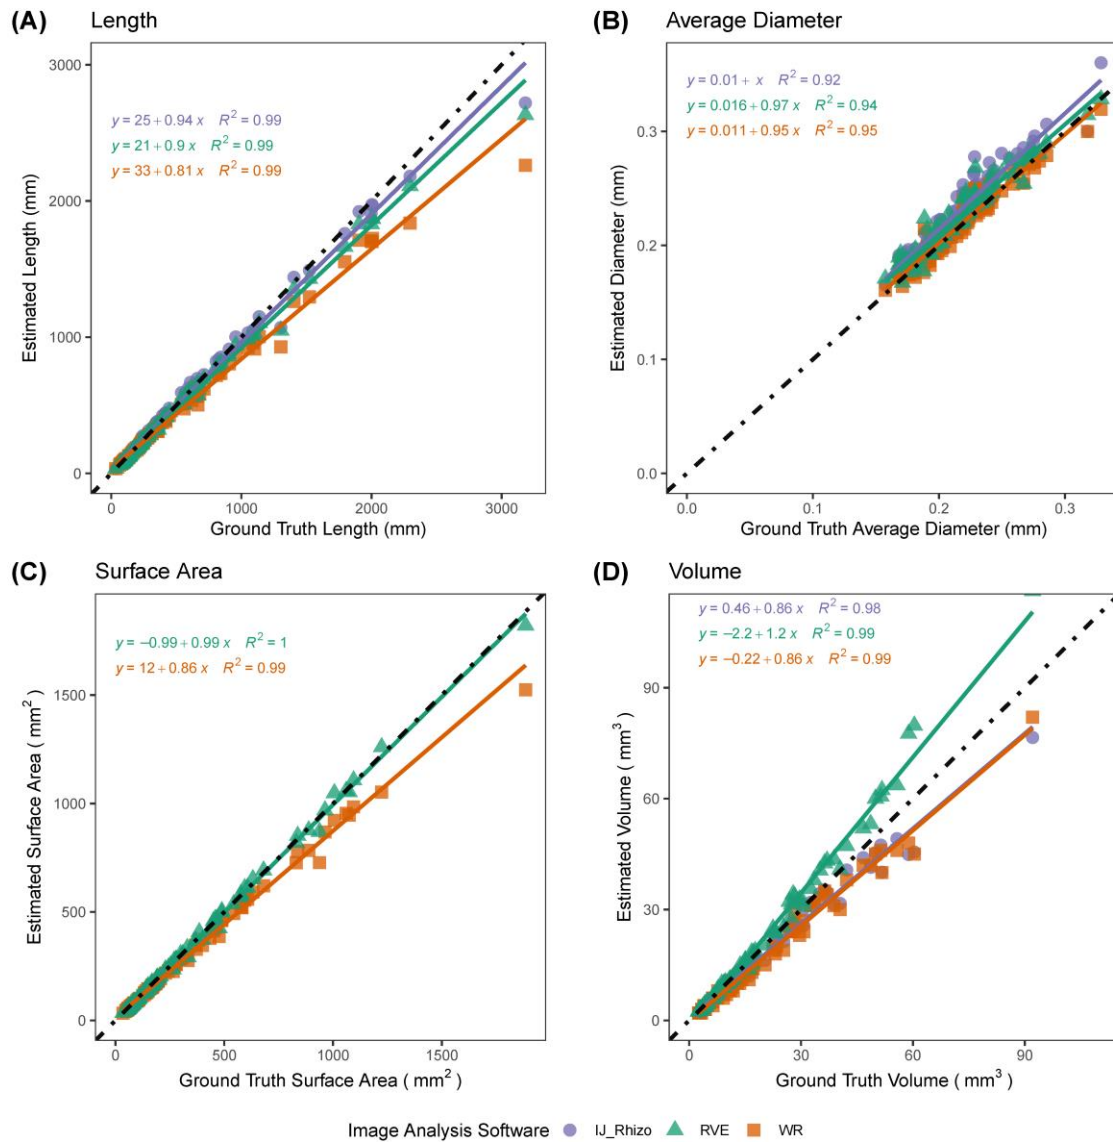 (A) Length
y = 25 + 0.94 x R² = 0.99
y = 21 + 0.9 x R² = 0.99
y = 33 + 0.81 x R² = 0.99
3000
2000
1000
0
Estimated Length (mm)
0 1000 2000 3000
Ground Truth Length (mm)
(B) Average Diameter
y = 0.01 + x R² = 0.92
y = 0.016 + 0.97 x R² = 0.94
y = 0.011 + 0.95 x R² = 0.95
0.3
0.2
0.1
0.0
Estimated Diameter (mm)
0.0 0.1 0.2 0.3
Ground Truth Average Diameter (mm)
(C) Surface Area
y = −0.99 + 0.99 x R² = 1
y = 12 + 0.86 x R² = 0.99
1500
1000
500
0
Estimated Surface Area ( mm² )
0 500 1000 1500
Ground Truth Surface Area ( mm² )
(D) Volume
y = 0.46 + 0.86 x R² = 0.98
y = −2.2 + 1.2 x R² = 0.99
y = −0.22 + 0.86 x R² = 0.99
90
60
30
0
Estimated Volume ( mm³ )
0 30 60 90
Ground Truth Volume ( mm³ )
Image Analysis Software IJ_Rhizo RVE WR